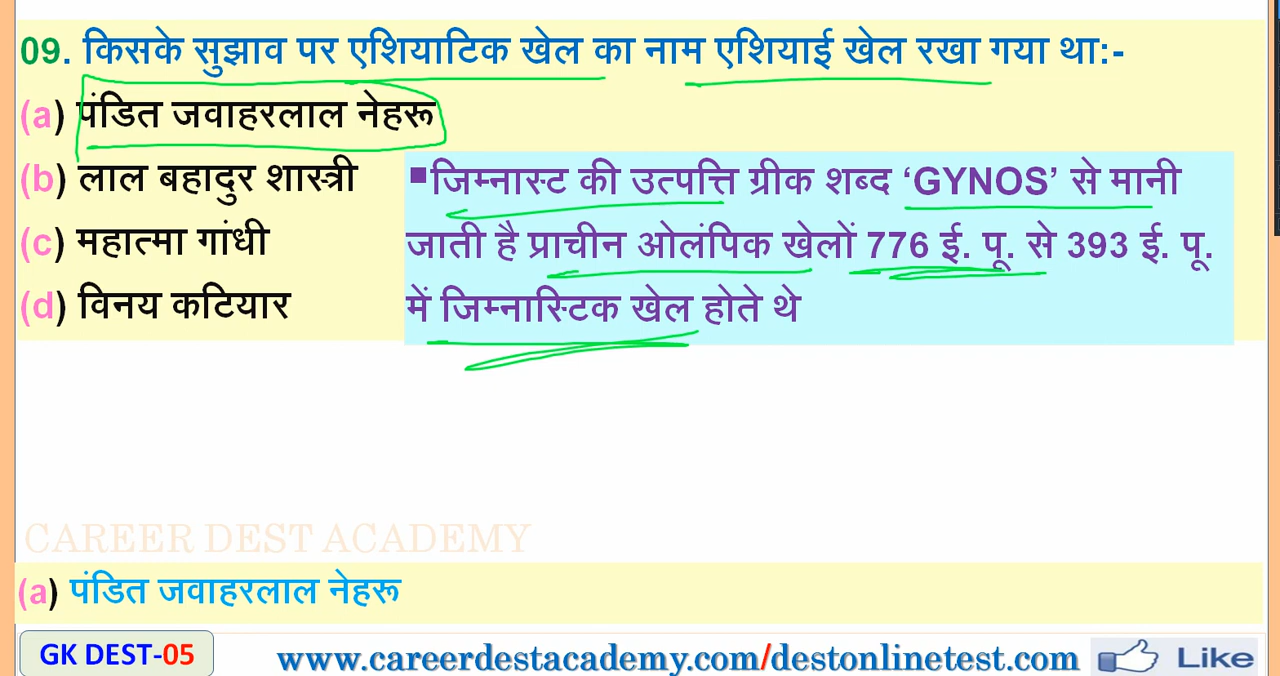 09. किसके सुझाव पर एशियाटिक खेल का नाम एशियाई खेल रखा गया था:-
(a) पंडित जवाहरलाल नेहरू
(b) लाल बहादुर शास्त्री
(c) महात्मा गांधी
(d) विनय कटियार
▪जिम्नास्ट की उत्पत्ति ग्रीक शब्द ‘GYNOS’ से मानी
जाती है प्राचीन ओलंपिक खेलों 776 ई. पू. से 393 ई. पू.
में जिम्नास्टिक खेल होते थे
CAREER DEST ACADEMY
(a) पंडित जवाहरलाल नेहरू
GK DEST-05
www.careerdestacademy.com/destonlinetest.com
Like